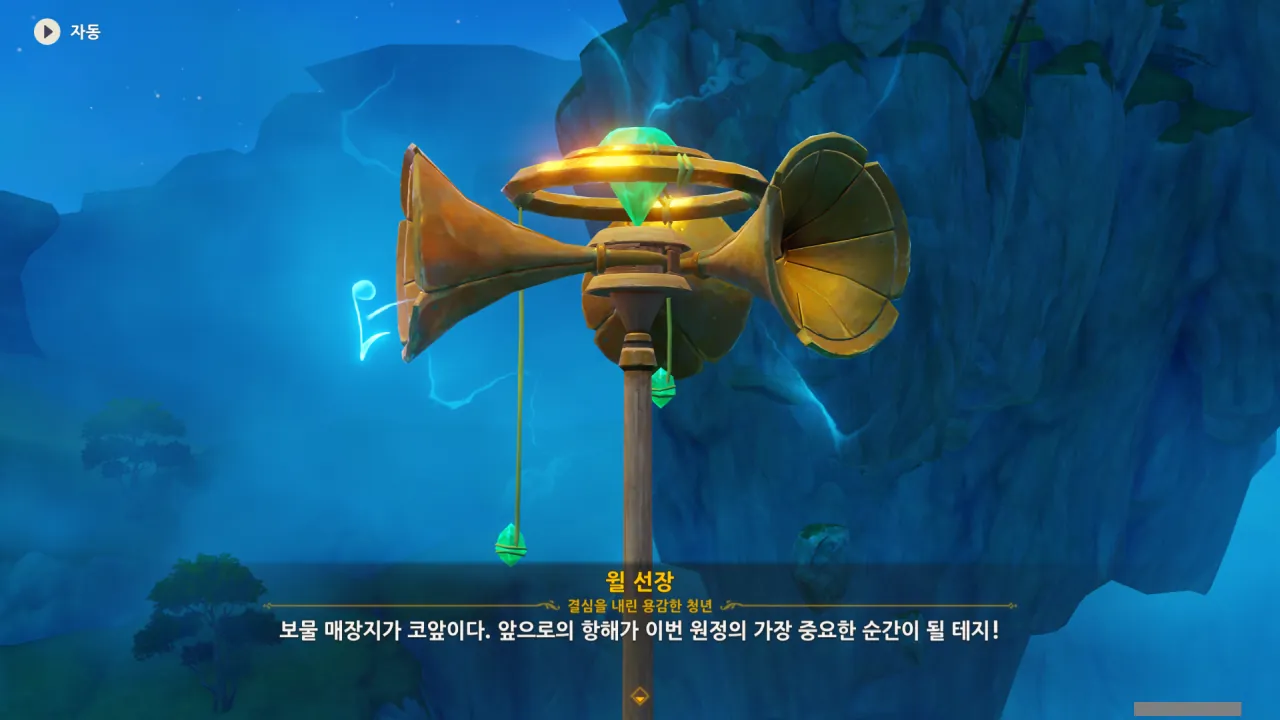 자동
윌 선장
결심을 내린 용감한 청년
보물 매장지가 코앞이다. 앞으로의 항해가 이번 원정의 가장 중요한 순간이 될 테지!